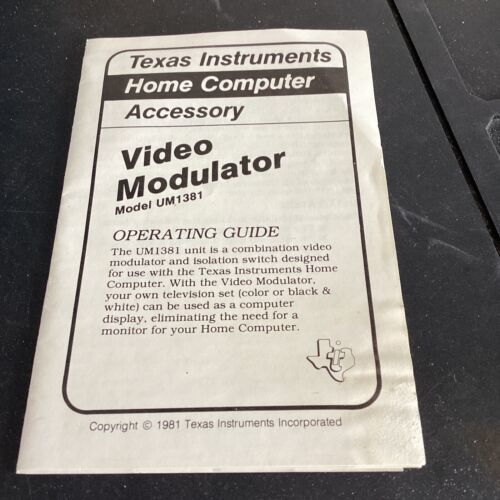 Texas Instruments
Home Computer
Accessory
Video
Modulator
Model UM1381
OPERATING GUIDE
The UM1381 unit is a combination video
modulator and isolation switch designed
for use with the Texas Instruments Home
Computer. With the Video Modulator,
your own television set (color or black &
white) can be used as a computer
display, eliminating the need for a
monitor for your Home Computer.
Copyright © 1981 Texas Instruments Incorporated